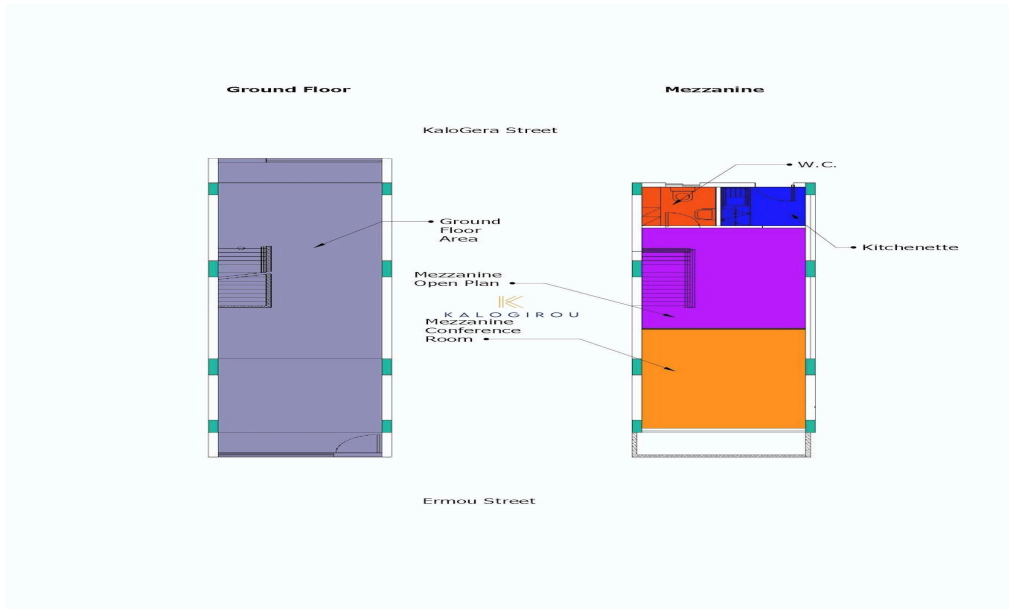 Ground Floor
Mezzanine
KaloGera Street
W.C.
Ground
Floor
Area
Kitchenette
Mezzanine
Open Plan
KALOGIROU
Mezzanine
Conference
Room
Ermou Street